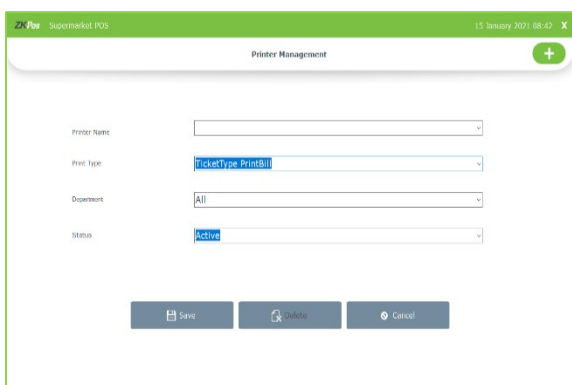 ZKPos Supermarket POS 15 January 2021 08:42 X
Printer Management
+
Printer Name
Print Type TicketType PrintBill
Department All
Status Active
Save Delete Cancel